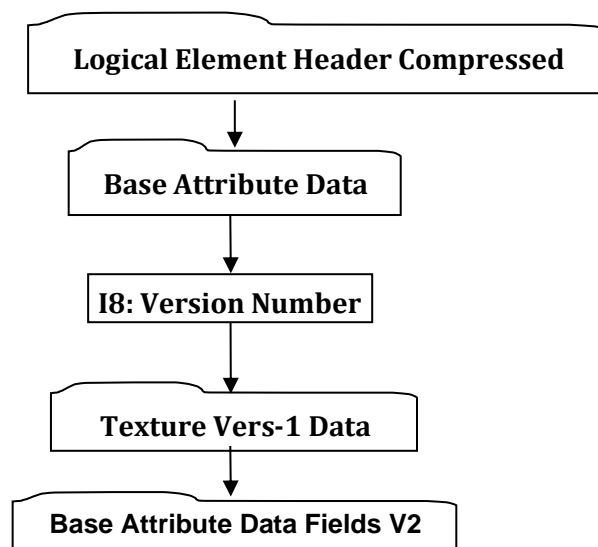 Logical Element Header Compressed
Base Attribute Data
I8: Version Number
Texture Vers-1 Data
Base Attribute Data Fields V2